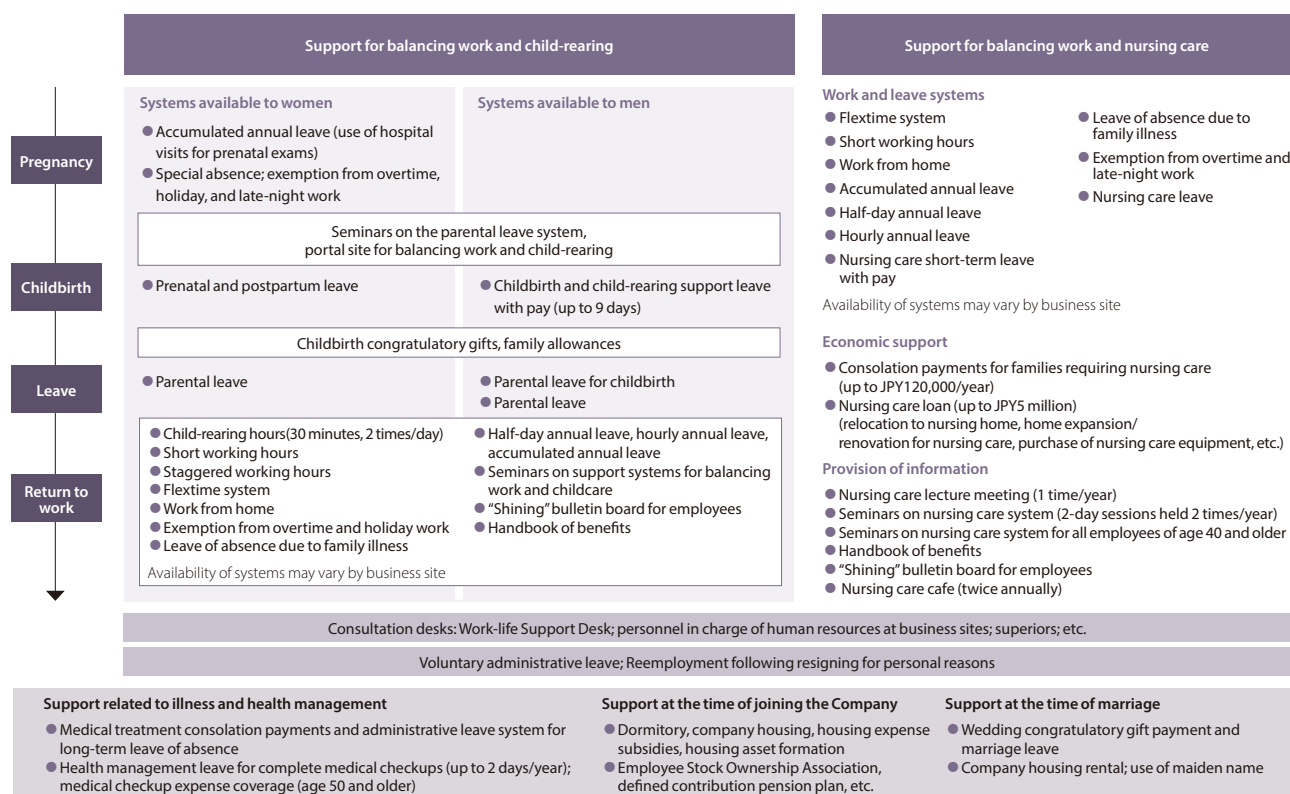 Support for balancing work and child-rearing
Support for balancing work and nursing care
Pregnancy
Childbirth
Leave
Return to
work
Systems available to women
● Accumulated annual leave (use of hospital
visits for prenatal exams)
● Special absence; exemption from overtime,
holiday, and late-night work
Systems available to men
Seminars on the parental leave system,
portal site for balancing work and child-rearing
● Prenatal and postpartum leave
● Childbirth and child-rearing support leave
with pay (up to 9 days)
Childbirth congratulatory gifts, family allowances
● Parental leave
● Parental leave for childbirth
● Parental leave
● Child-rearing hours(30 minutes, 2 times/day)
● Short working hours
● Staggered working hours
● Flextime system
● Work from home
● Exemption from overtime and holiday work
● Leave of absence due to family illness
● Half-day annual leave, hourly annual leave,
accumulated annual leave
● Seminars on support systems for balancing
work and childcare
● “Shining” bulletin board for employees
● Handbook of benefits
Availability of systems may vary by business site
Work and leave systems
● Flextime system
● Short working hours
● Work from home
● Accumulated annual leave
● Half-day annual leave
● Hourly annual leave
● Nursing care short-term leave
with pay
● Leave of absence due to
family illness
● Exemption from overtime and
late-night work
● Nursing care leave
Availability of systems may vary by business site
Economic support
● Consolation payments for families requiring nursing care
(up to JPY120,000/year)
● Nursing care loan (up to JPY5 million)
(relocation to nursing home, home expansion/
renovation for nursing care, purchase of nursing care equipment, etc.)
Provision of information
● Nursing care lecture meeting (1 time/year)
● Seminars on nursing care system (2-day sessions held 2 times/year)
● Seminars on nursing care system for all employees of age 40 and older
● Handbook of benefits
● “Shining” bulletin board for employees
● Nursing care cafe (twice annually)
Consultation desks: Work-life Support Desk; personnel in charge of human resources at business sites; superiors; etc.
Voluntary administrative leave; Reemployment following resigning for personal reasons
Support related to illness and health management
● Medical treatment consolation payments and administrative leave system for
long-term leave of absence
● Health management leave for complete medical checkups (up to 2 days/year);
medical checkup expense coverage (age 50 and older)
Support at the time of joining the Company
● Dormitory, company housing, housing expense
subsidies, housing asset formation
● Employee Stock Ownership Association,
defined contribution pension plan, etc.
Support at the time of marriage
● Wedding congratulatory gift payment and
marriage leave
● Company housing rental; use of maiden name